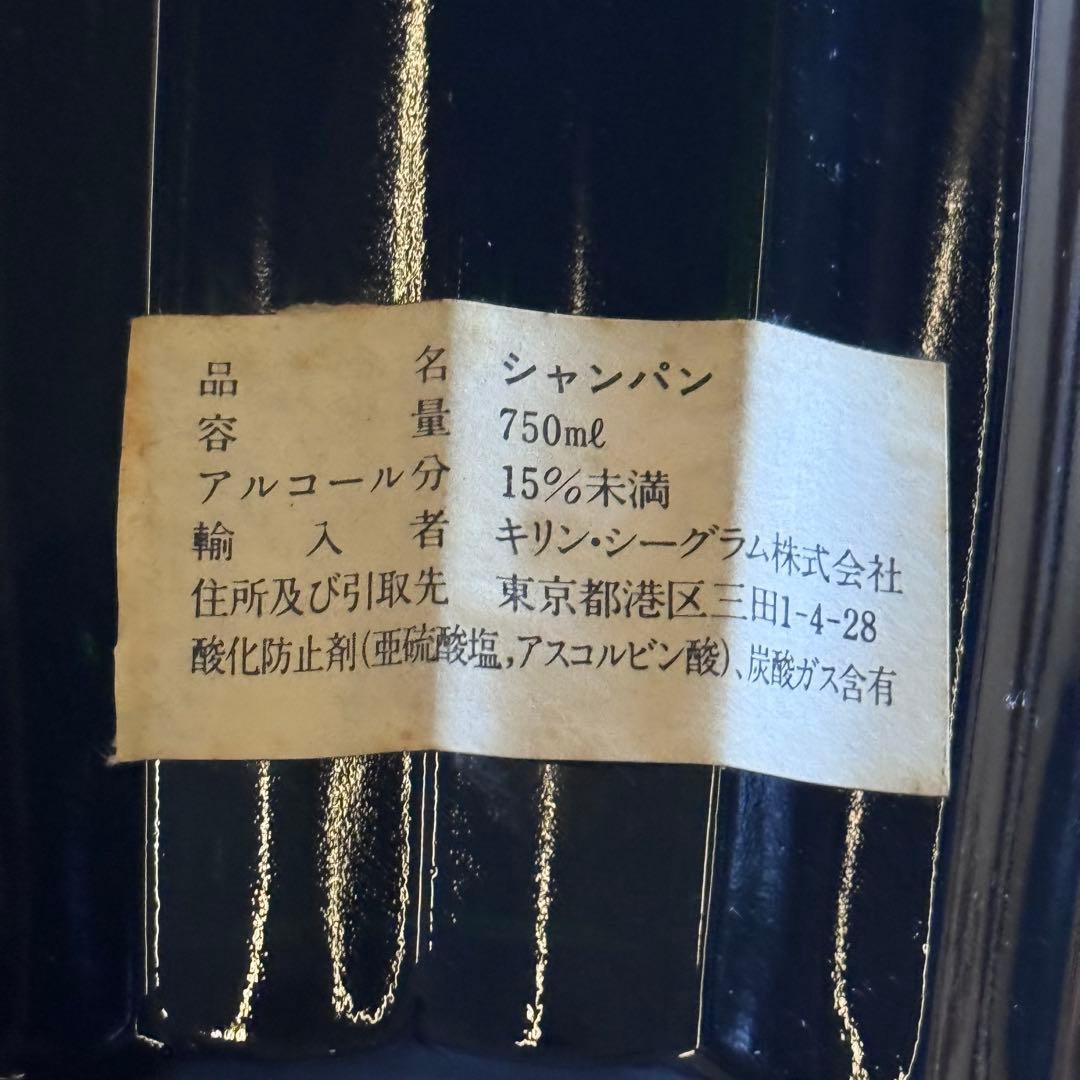 品名 シャンパン
容量 750mℓ
アルコール分 15%未満
輸入者 キリン・シーグラム株式会社
住所及び引取先 東京都港区三田1-4-28
酸化防止剤(亜硫酸塩,アスコルビン酸)、炭酸ガス含有